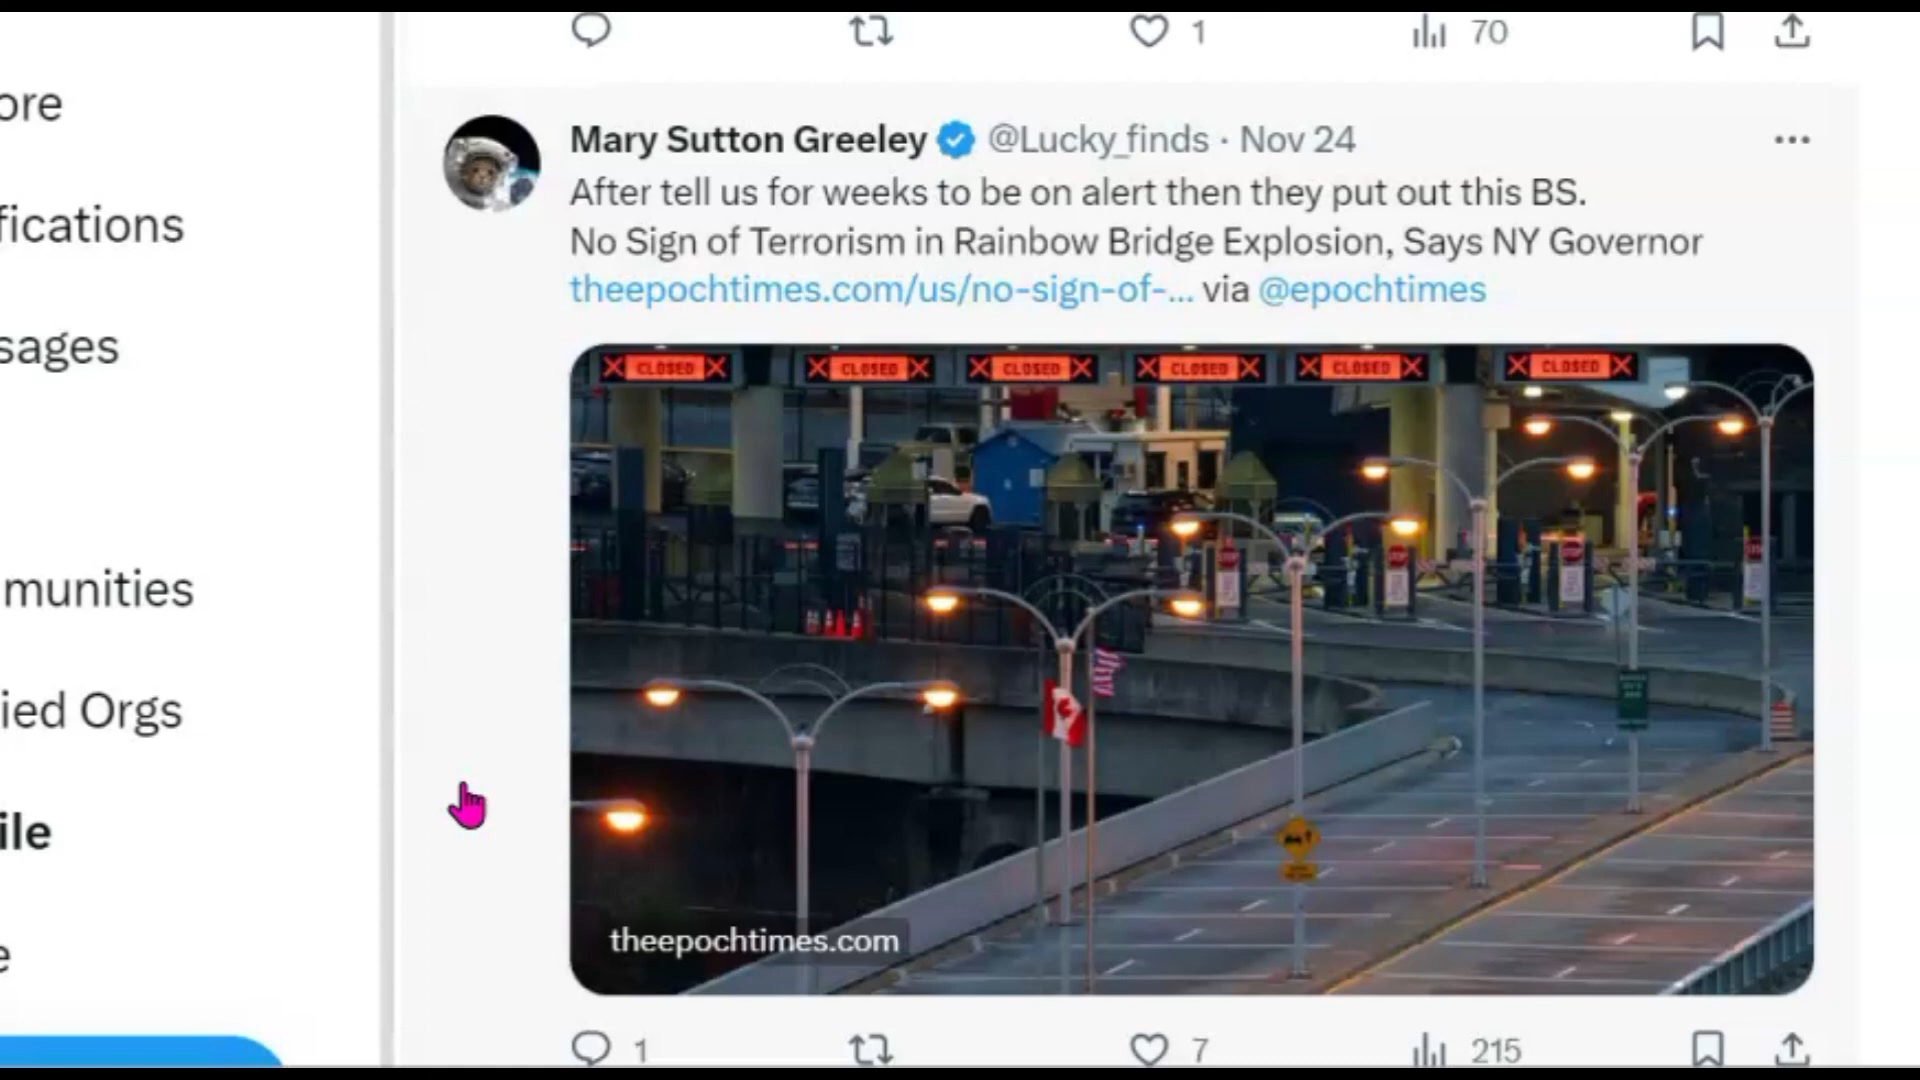 1
70
ore
Mary Sutton Greeley @Lucky_finds · Nov 24
After tell us for weeks to be on alert then they put out this BS.
fications
No Sign of Terrorism in Rainbow Bridge Explosion, Says NY Governor
theepochtimes.com/us/no-sign-of-... via @epochtimes
sages
CLOSED
CLOSED
CLOSED
CLOSED
CLOSED
CLOSED
STOP
STOP
STOP
munities
ied Orgs
ile
e
theepochtimes.com
1
7
215